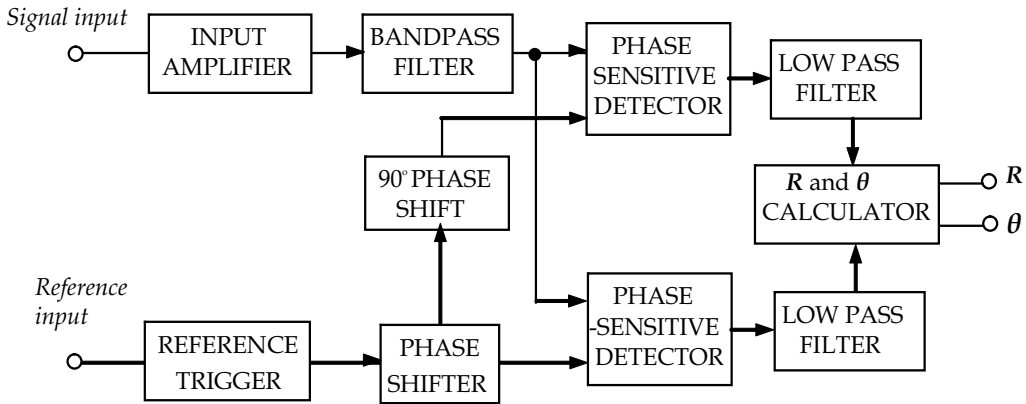 Signal input
INPUT
AMPLIFIER
BANDPASS
FILTER
PHASE
SENSITIVE
DETECTOR
LOW PASS
FILTER
90° PHASE
SHIFT
R and θ
CALCULATOR
R
θ
Reference
input
REFERENCE
TRIGGER
PHASE
SHIFTER
PHASE
-SENSITIVE
DETECTOR
LOW PASS
FILTER